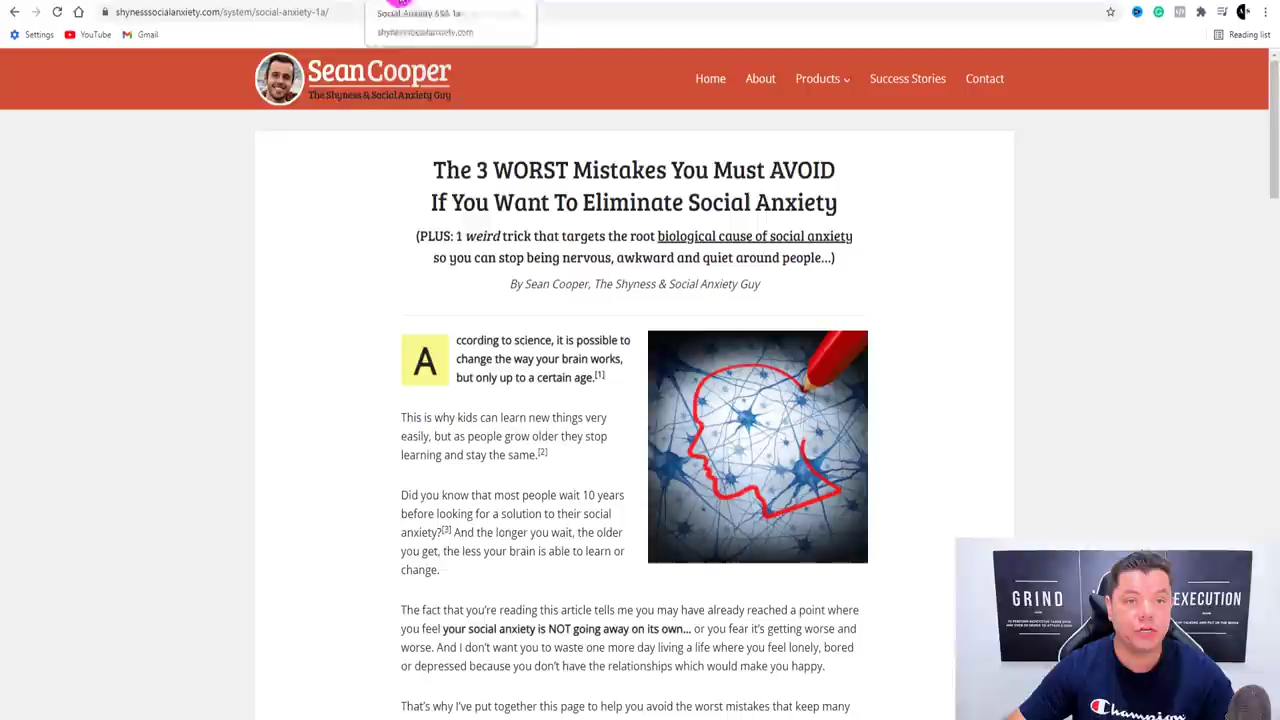 Social Anxiety SSA 1a
shynesssocialanxiety.com/system/social-anxiety-1a/
shynesssocialanxiety.com
Settings
YouTube
Gmail
Reading list
Sean Cooper
The Shyness & Social Anxiety Guy
Home
About
Products
Success Stories
Contact
The 3 WORST Mistakes You Must AVOID
If You Want To Eliminate Social Anxiety
(PLUS: 1 weird trick that targets the root biological cause of social anxiety
so you can stop being nervous, awkward and quiet around people...)
By Sean Cooper, The Shyness & Social Anxiety Guy
According to science, it is possible to
change the way your brain works,
but only up to a certain age.[1]
This is why kids can learn new things very
easily, but as people grow older they stop
learning and stay the same.[2]
Did you know that most people wait 10 years
before looking for a solution to their social
anxiety?[3] And the longer you wait, the older
you get, the less your brain is able to learn or
change.
The fact that you're reading this article tells me you may have already reached a point where
you feel your social anxiety is NOT going away on its own... or you fear it's getting worse and
worse. And I don't want you to waste one more day living a life where you feel lonely, bored
or depressed because you don't have the relationships which would make you happy.
That's why I've put together this page to help you avoid the worst mistakes that keep many
GRIND
EXECUTION
Champion